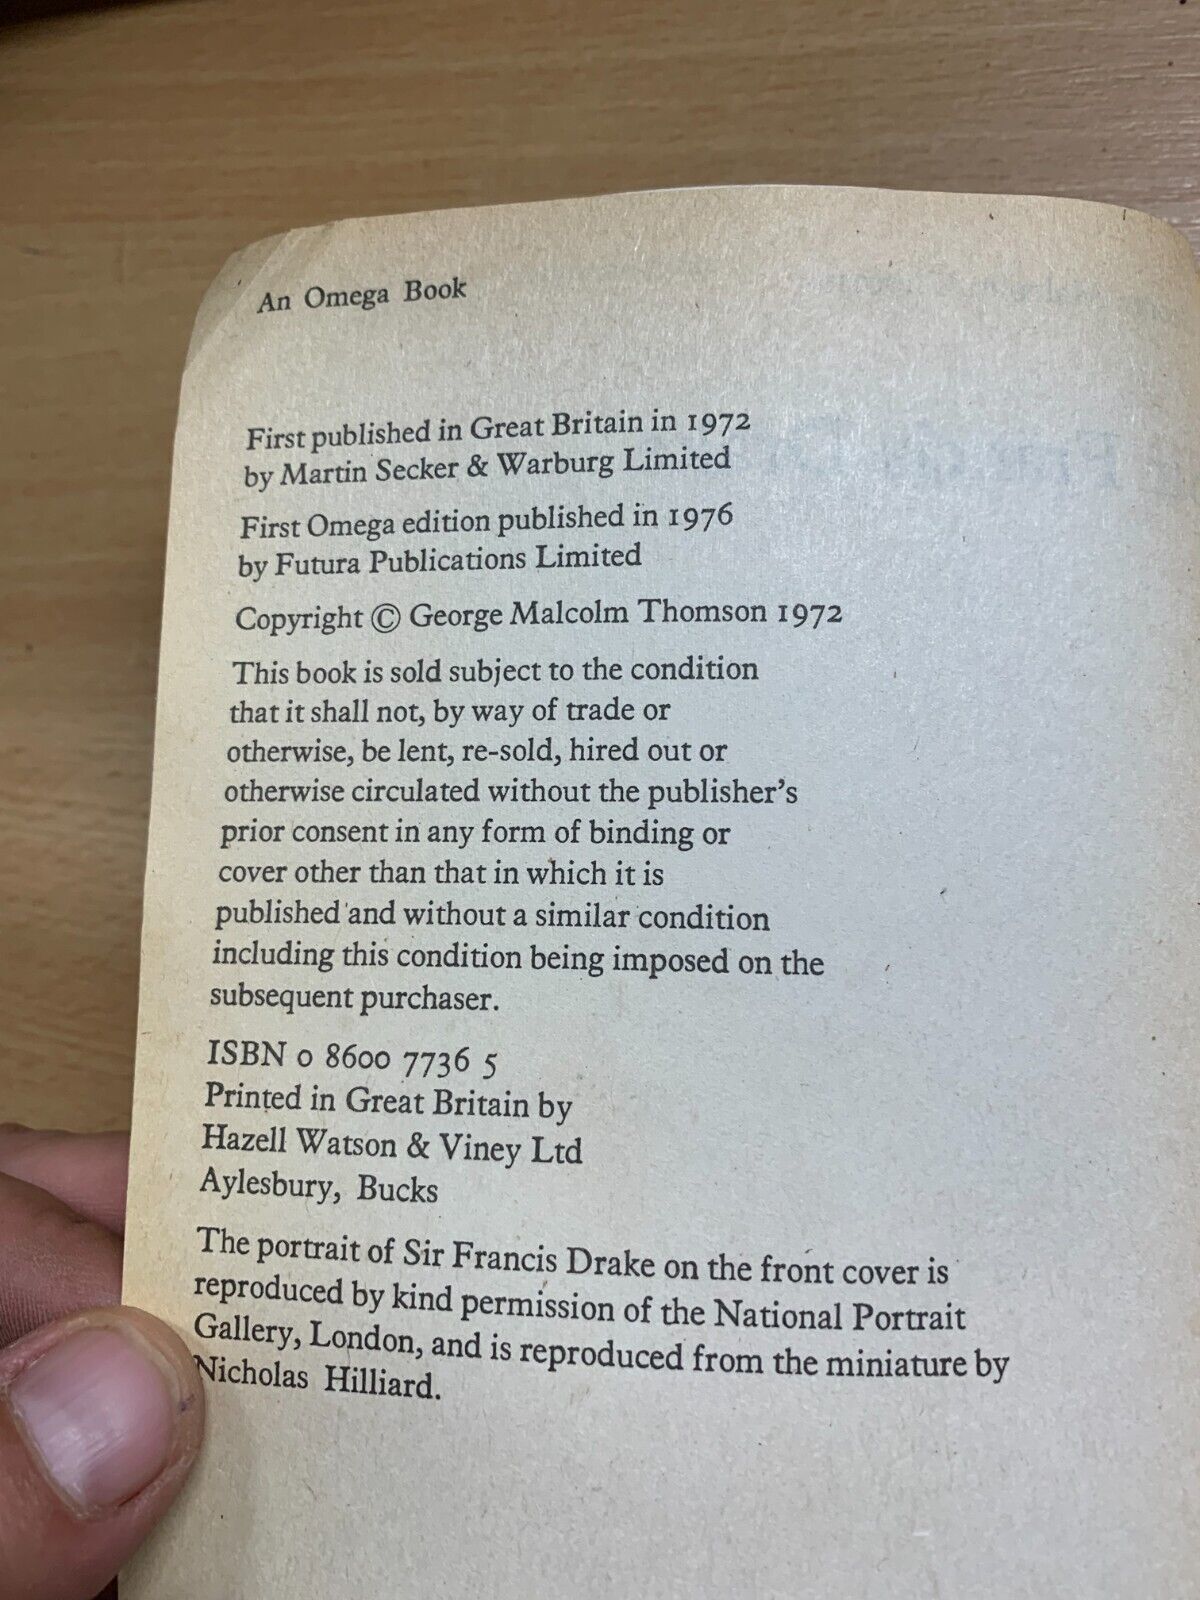 An Omega Book
First published in Great Britain in 1972
by Martin Secker & Warburg Limited
First Omega edition published in 1976
by Futura Publications Limited
Copyright © George Malcolm Thomson 1972
This book is sold subject to the condition
that it shall not, by way of trade or
otherwise, be lent, re-sold, hired out or
otherwise circulated without the publisher's
prior consent in any form of binding or
cover other than that in which it is
published and without a similar condition
including this condition being imposed on the
subsequent purchaser.
ISBN 0 8600 7736 5
Printed in Great Britain by
Hazell Watson & Viney Ltd
Aylesbury, Bucks
The portrait of Sir Francis Drake on the front cover is
reproduced by kind permission of the National Portrait
Gallery, London, and is reproduced from the miniature by
Nicholas Hilliard.